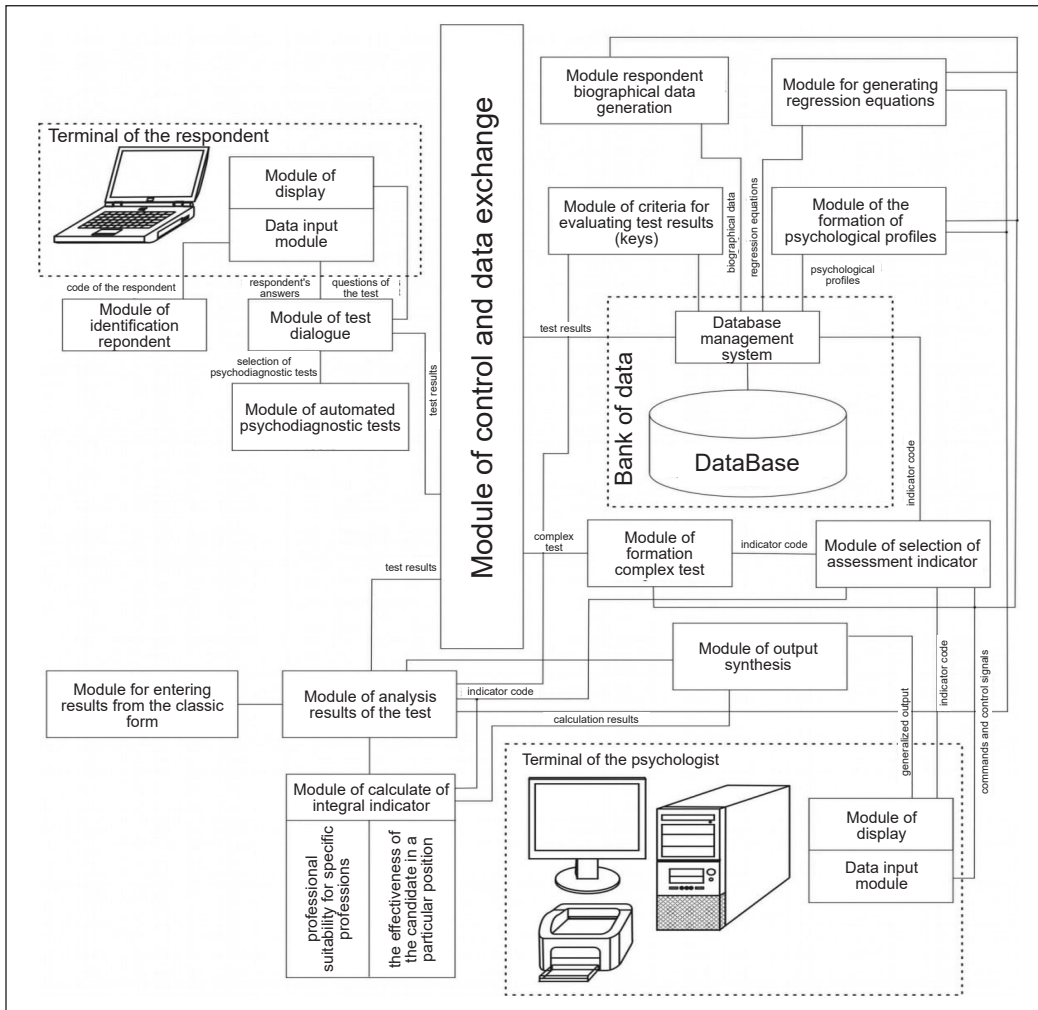 Module respondent
biographical data
generation
Module for generating
regression equations
Terminal of the respondent
Module of
display
Data input
module
code of the respondent
respondent's
answers
questions
of the test
Module of
identification
repondent
Module of test
dialogue
selection of
psychodiagnostic tests
Module of automated
psychodiagnostic tests
test results
Module of control and data exchange
Module of criteria for
evaluating test results
(keys)
biographical data
regression equations
Module of the
formation of
psychological profiles
psychological
profiles
test results
Database
management
system
Bank of data
DataBase
indicator code
complex
test
Module of
formation
complex test
indicator code
Module of selection of
assessment indicator
test results
Module of output
synthesis
Module for entering
results from the classic
form
Module of analysis
results of the test
indicator code
calculation results
generalized output
indicator code
commands and control signals
Module of calculate of
integral indicator
professional
suitability for specific
professions
the effectiveness of
the candidate in a
particular position
Terminal of the psychologist
Module of
display
Data input
module